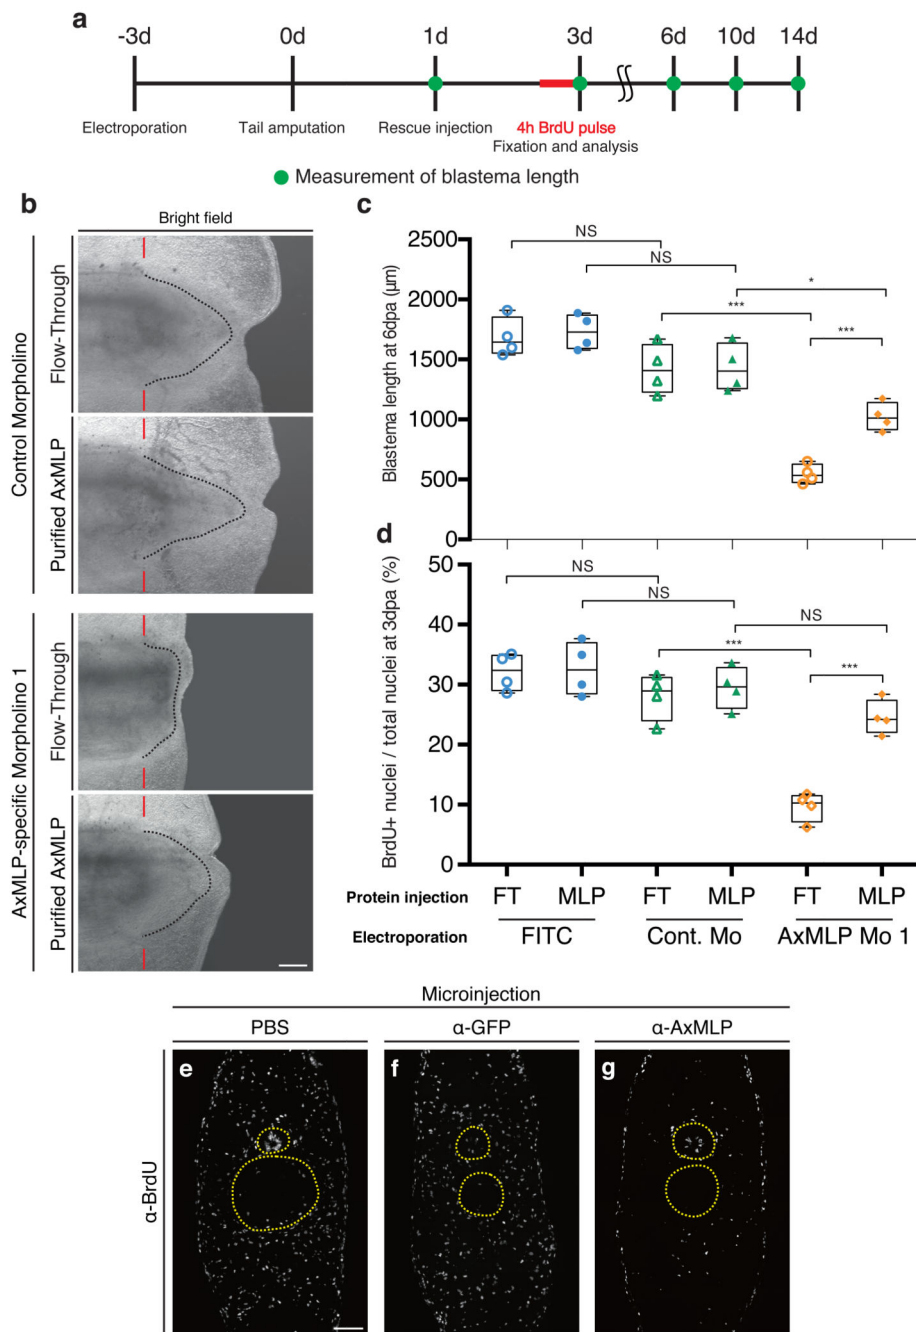 a
-3d 0d 1d 3d 6d 10d 14d
Electroporation Tail amputation Rescue injection 4h BrdU pulse
Fixation and analysis
Measurement of blastema length
b
Bright field
Control Morpholino
Flow-Through
Purified AxMLP
AxMLP-specific Morpholino 1
Flow-Through
Purified AxMLP
c
Blastema length at 6dpa (µm)
2500
2000
1500
1000
500
0
NS
NS
*
***
***
d
BrdU+ nuclei / total nuclei at 3dpa (%)
50
40
30
20
10
0
NS
NS
NS
***
***
Protein injection FT MLP FT MLP FT MLP
Electroporation FITC Cont. Mo AxMLP Mo 1
Microinjection
PBS α-GFP α-AxMLP
α-BrdU
e f g